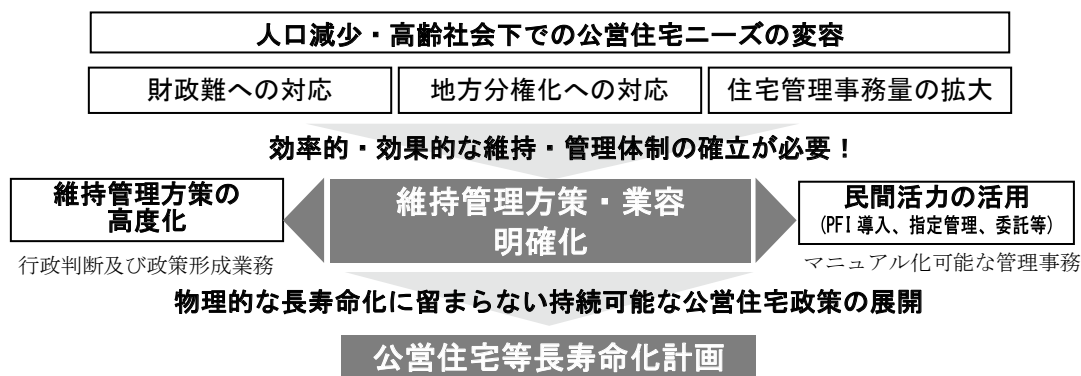 人口減少・高齢社会下での公営住宅ニーズの変容
財政難への対応
地方分権化への対応
住宅管理事務量の拡大
効率的・効果的な維持・管理体制の確立が必要！
維持管理方策の
高度化
行政判断及び政策形成業務
維持管理方策・業容
明確化
民間活力の活用
(PFI 導入、指定管理、委託等)
マニュアル化可能な管理事務
物理的な長寿命化に留まらない持続可能な公営住宅政策の展開
公営住宅等長寿命化計画